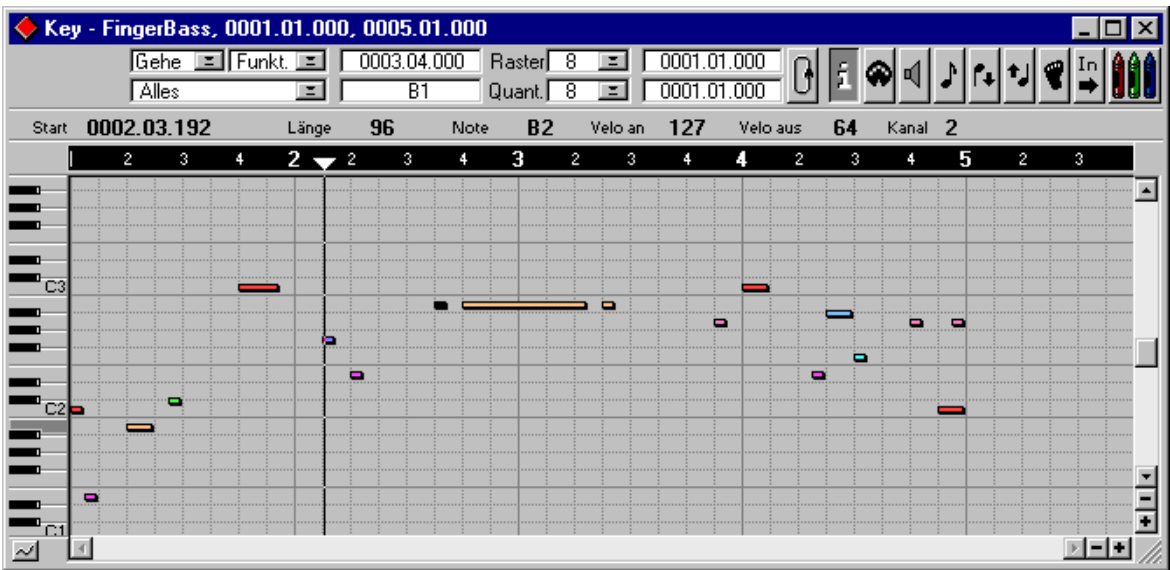 Key - FingerBass, 0001.01.000, 0005.01.000
Gehe Funkt. 0003.04.000 Raster 8 0001.01.000 In
Alles B1 Quant. 8 0001.01.000
Start 0002.03.192 Länge 96 Note B2 Velo an 127 Velo aus 64 Kanal 2
2 3 4 2 2 3 4 3 2 3 4 4 2 3 4 5 2 3
C3
C2
C1